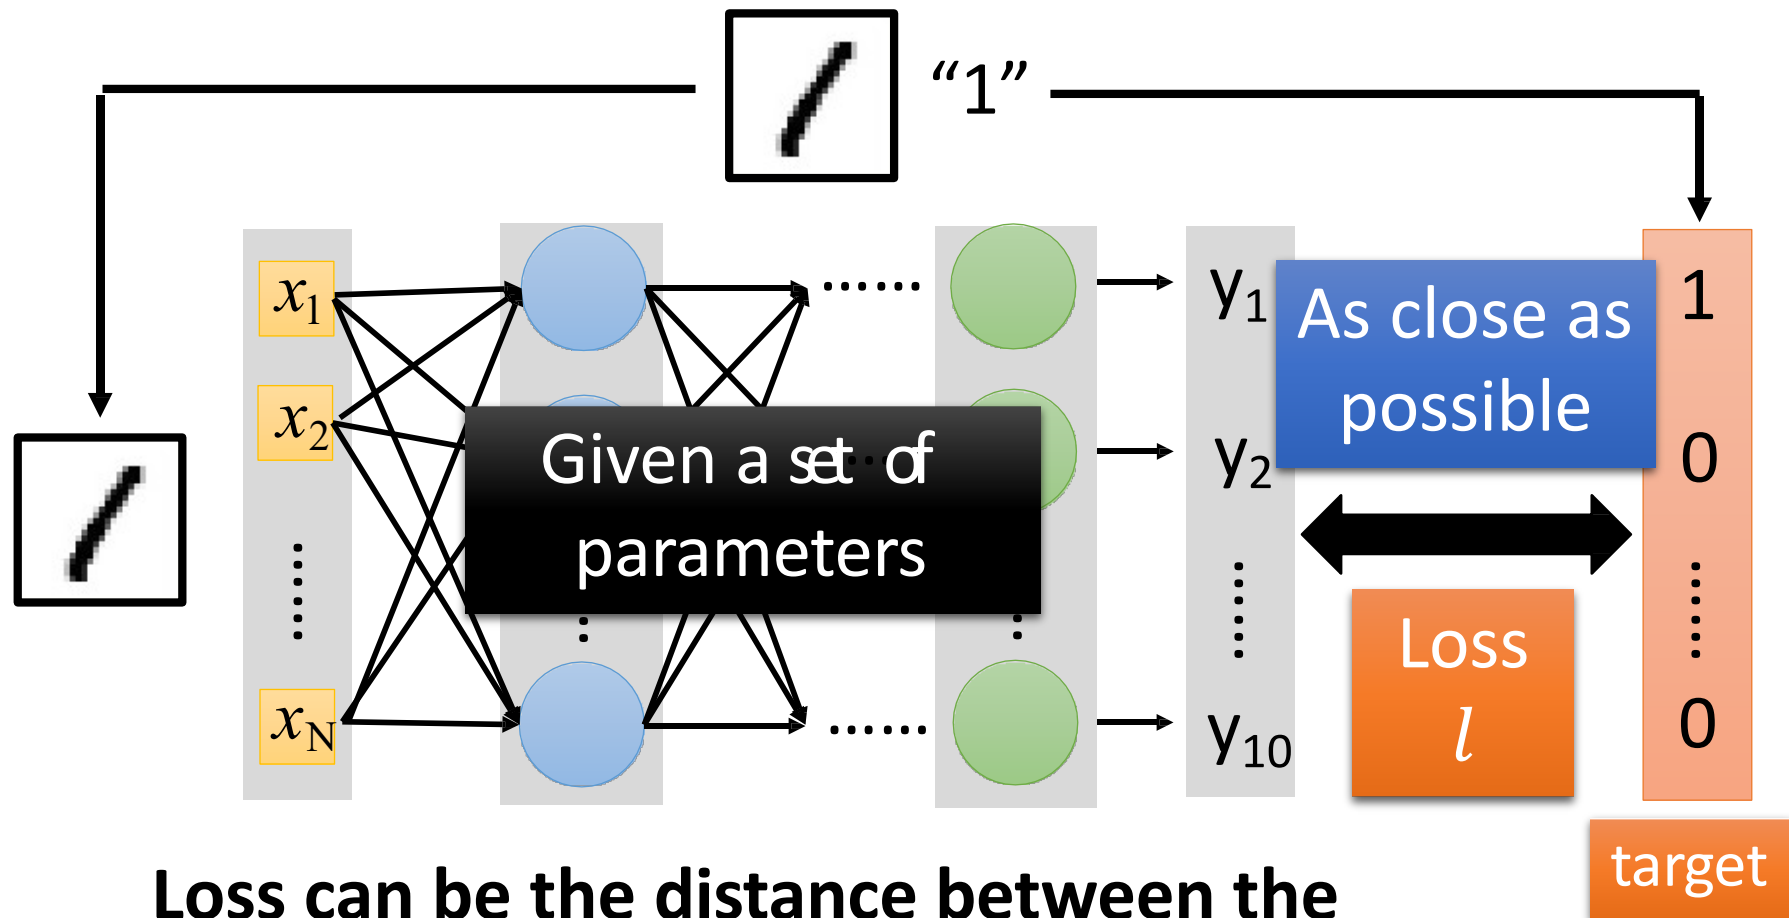 “1”
x1
x2
xN
Given a set of
parameters
y1
y2
y10
As close as
possible
Loss
l
1
0
0
target
Loss can be the distance between the